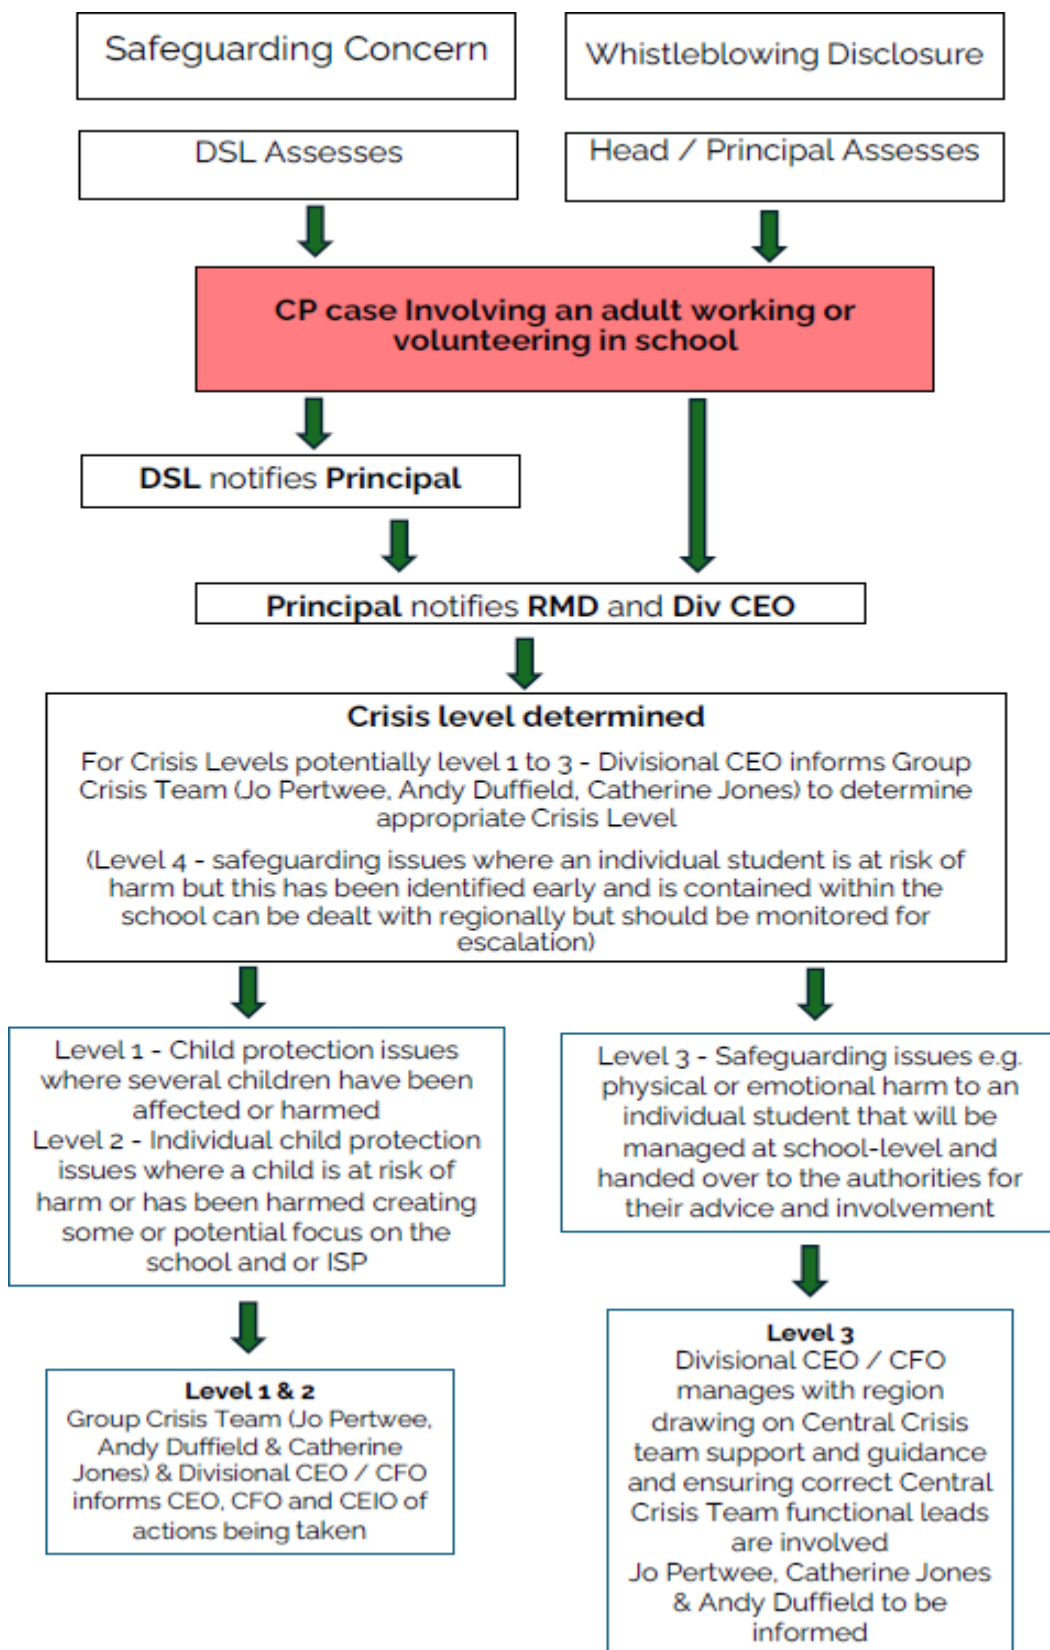 Safeguarding Concern
Whistleblowing Disclosure
DSL Assesses
Head / Principal Assesses
CP case Involving an adult working or
volunteering in school
DSL notifies Principal
Principal notifies RMD and Div CEO
Crisis level determined
For Crisis Levels potentially level 1 to 3 - Divisional CEO informs Group
Crisis Team (Jo Pertwee, Andy Duffield, Catherine Jones) to determine
appropriate Crisis Level
(Level 4 - safeguarding issues where an individual student is at risk of
harm but this has been identified early and is contained within the
school can be dealt with regionally but should be monitored for
escalation)
Level 1 - Child protection issues
where several children have been
affected or harmed
Level 2 - Individual child protection
issues where a child is at risk of
harm or has been harmed creating
some or potential focus on the
school and or ISP
Level 3 - Safeguarding issues e.g.
physical or emotional harm to an
individual student that will be
managed at school-level and
handed over to the authorities for
their advice and involvement
Level 1 & 2
Group Crisis Team (Jo Pertwee,
Andy Duffield & Catherine
Jones) & Divisional CEO / CFO
informs CEO, CFO and CEIO of
actions being taken
Level 3
Divisional CEO / CFO
manages with region
drawing on Central Crisis
team support and guidance
and ensuring correct Central
Crisis Team functional leads
are involved
Jo Pertwee, Catherine Jones
& Andy Duffield to be
informed